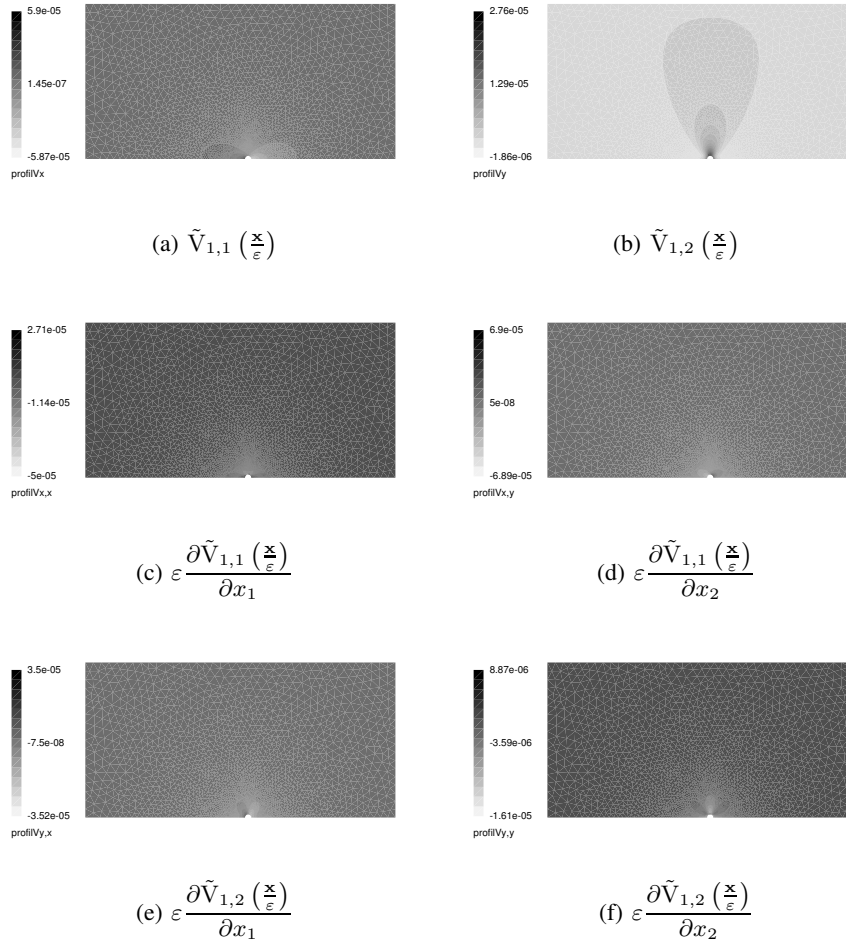 5.9e-05
1.45e-07
-5.87e-05
profilVx
2.76e-05
1.29e-05
-1.86e-06
profilVy
(a) Ṽ1,1 (x/ε)
(b) Ṽ1,2 (x/ε)
2.71e-05
-1.14e-05
-5e-05
profilVx,x
6.9e-05
5e-08
-6.89e-05
profilVx,y
(c) ε ∂Ṽ1,1 (x/ε) / ∂x1
(d) ε ∂Ṽ1,1 (x/ε) / ∂x2
3.5e-05
-7.5e-08
-3.52e-05
profilVy,x
8.87e-06
-3.59e-06
-1.61e-05
profilVy,y
(e) ε ∂Ṽ1,2 (x/ε) / ∂x1
(f) ε ∂Ṽ1,2 (x/ε) / ∂x2